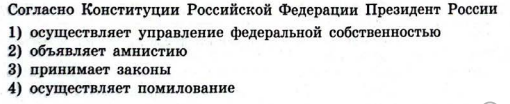 Согласно Конституции Российской Федерации Президент России
1) осуществляет управление федеральной собственностью
2) объявляет амнистию
3) принимает законы
4) осуществляет помилование